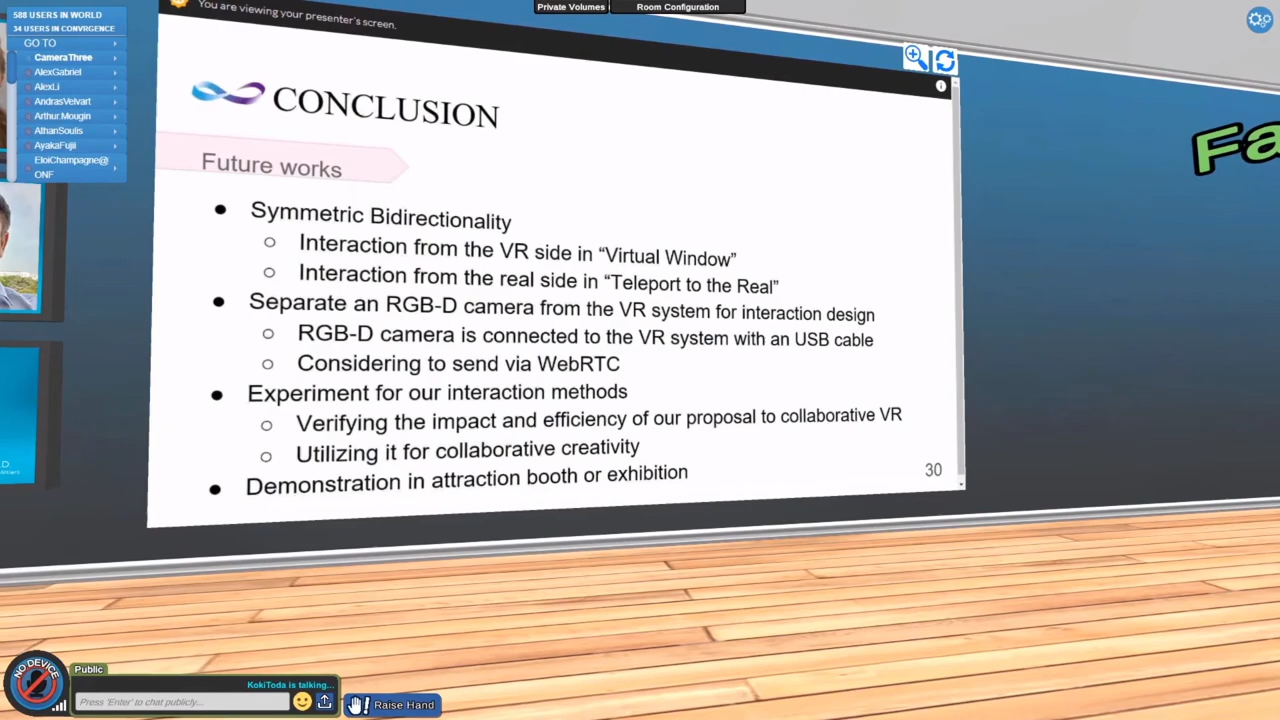 588 USERS IN WORLD
34 USERS IN CONVRGENCE
GO TO
CameraThree
AlexGabriel
AlexLi
AndrasVelvart
Arthur.Mougin
AthanSoulis
AyakaFujii
EloiChampagne@
ONF
Private Volumes
Room Configuration
You are viewing your presenter's screen.
CONCLUSION
Future works
● Symmetric Bidirectionality
○ Interaction from the VR side in “Virtual Window”
○ Interaction from the real side in “Teleport to the Real”
● Separate an RGB-D camera from the VR system for interaction design
○ RGB-D camera is connected to the VR system with an USB cable
○ Considering to send via WebRTC
● Experiment for our interaction methods
○ Verifying the impact and efficiency of our proposal to collaborative VR
○ Utilizing it for collaborative creativity
● Demonstration in attraction booth or exhibition
30
Fa
NO DEVICE
Public
KokiToda is talking...
Press 'Enter' to chat publicly...
Raise Hand